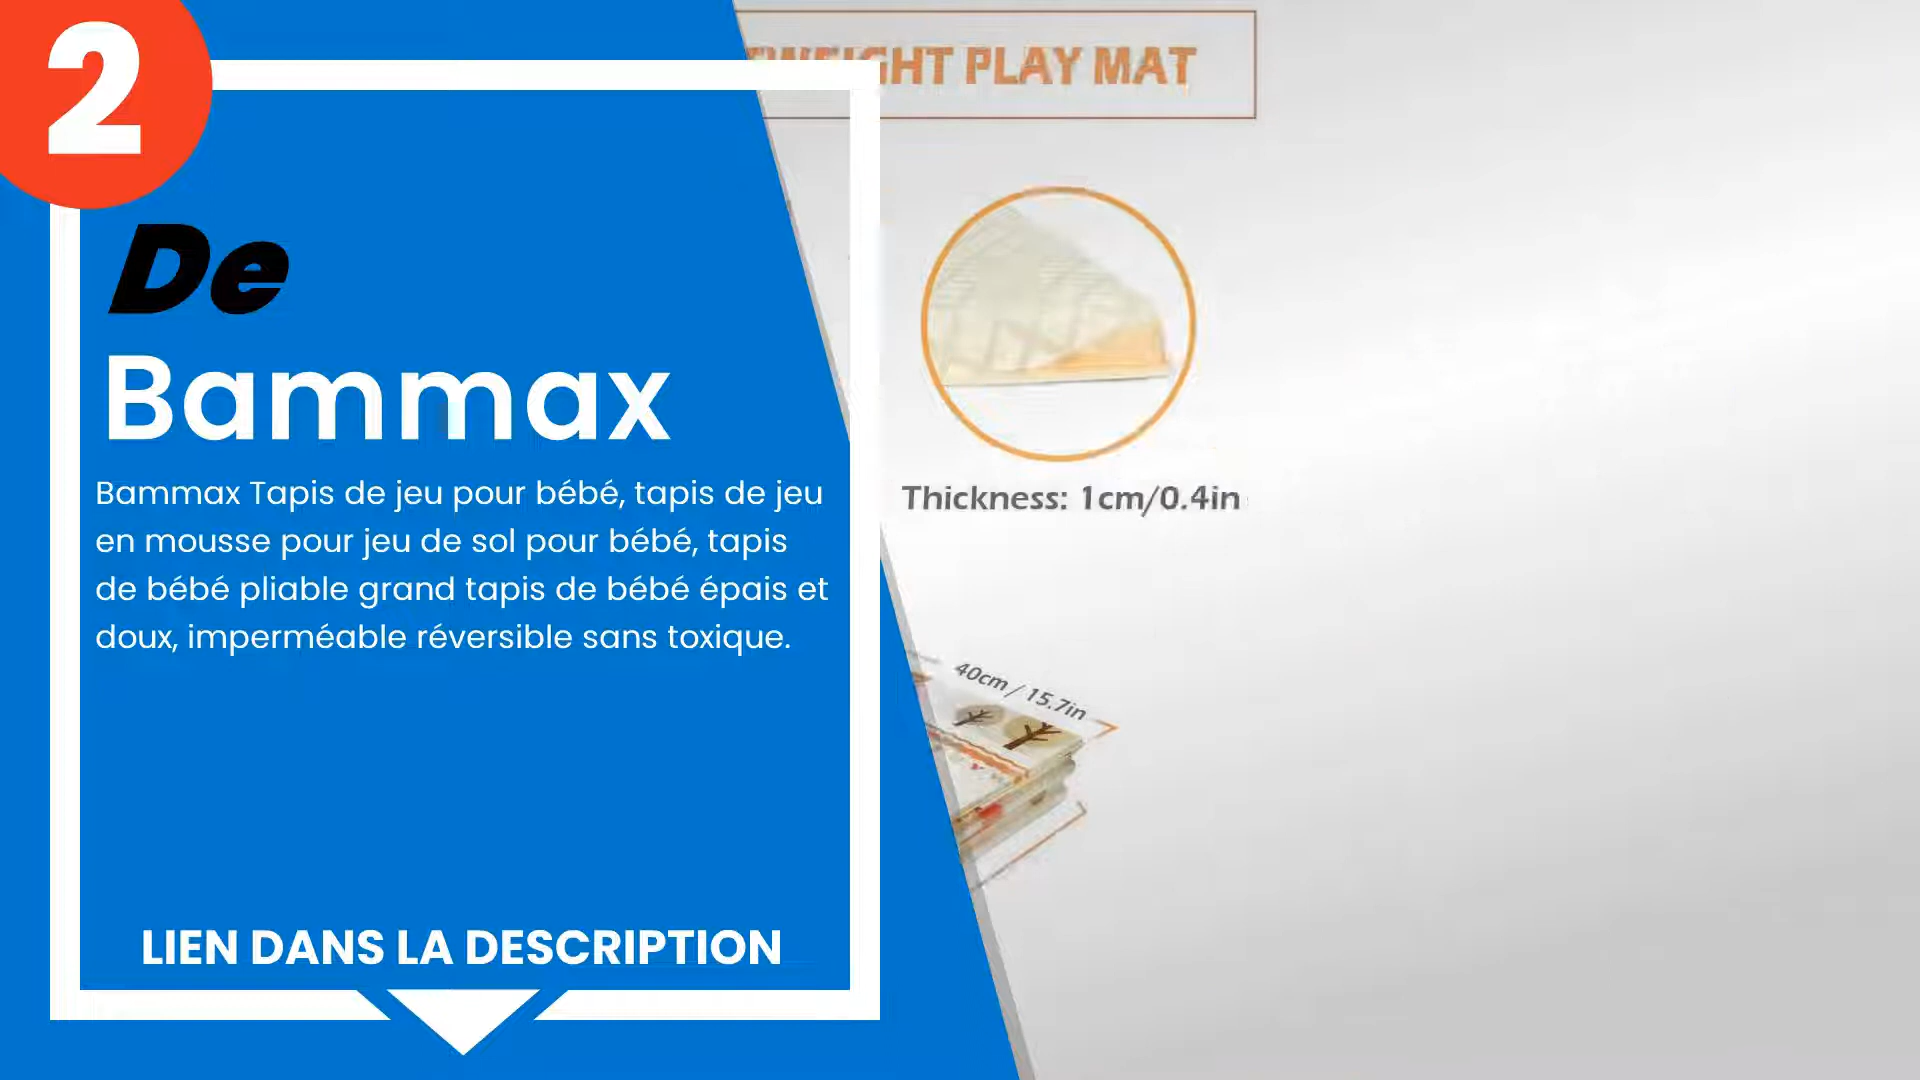 2
GHT PLAY MAT
De
Bammax
Bammax Tapis de jeu pour bébé, tapis de jeu
en mousse pour jeu de sol pour bébé, tapis
de bébé pliable grand tapis de bébé épais et
doux, imperméable réversible sans toxique.
LIEN DANS LA DESCRIPTION
Thickness: 1cm/0.4in
40cm / 15.7in